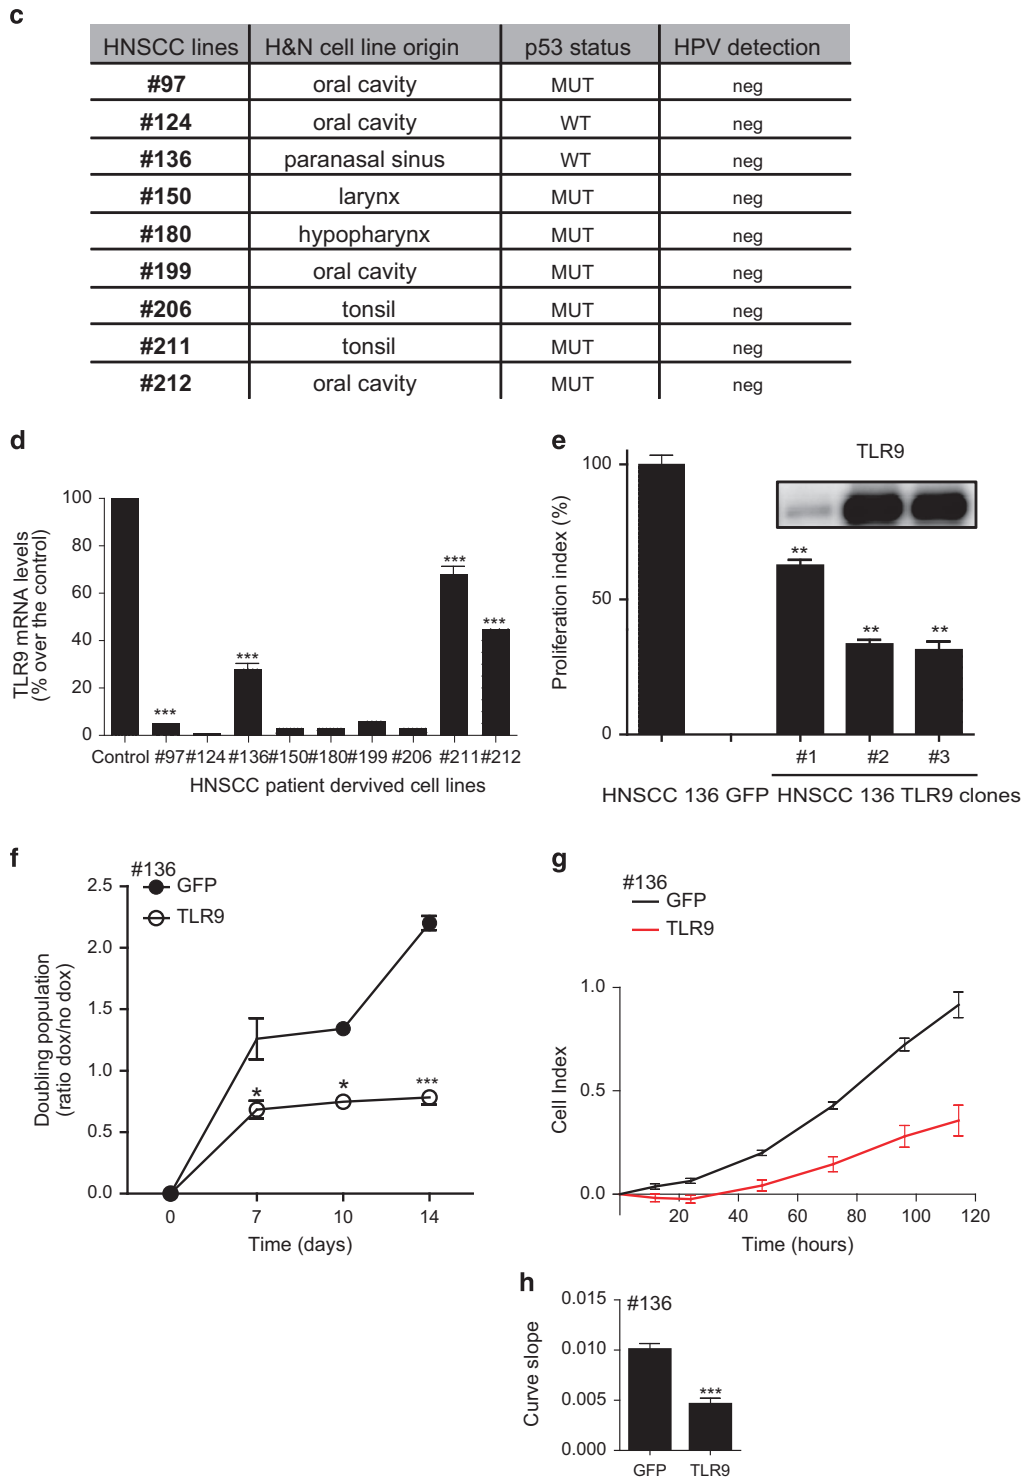 c
HNSCC lines H&N cell line origin p53 status HPV detection
#97 oral cavity MUT neg
#124 oral cavity WT neg
#136 paranasal sinus WT neg
#150 larynx MUT neg
#180 hypopharynx MUT neg
#199 oral cavity MUT neg
#206 tonsil MUT neg
#211 tonsil MUT neg
#212 oral cavity MUT neg
d
TLR9 mRNA levels
(% over the control)
100
80
60
40
20
0
***
***
***
***
Control #97 #124 #136 #150 #180 #199 #206 #211 #212
HNSCC patient dervived cell lines
e
Proliferation index (%)
100
50
0
TLR9
**
**
**
#1 #2 #3
HNSCC 136 GFP HNSCC 136 TLR9 clones
f
#136
GFP
TLR9
Doubling population
(ratio dox/no dox)
2.5
2.0
1.5
1.0
0.5
0.0
*
*
***
0 7 10 14
Time (days)
g
#136
GFP
TLR9
Cell Index
1.0
0.5
0.0
20 40 60 80 100 120
Time (hours)
h
#136
Curve slope
0.015
0.010
0.005
0.000
***
GFP TLR9